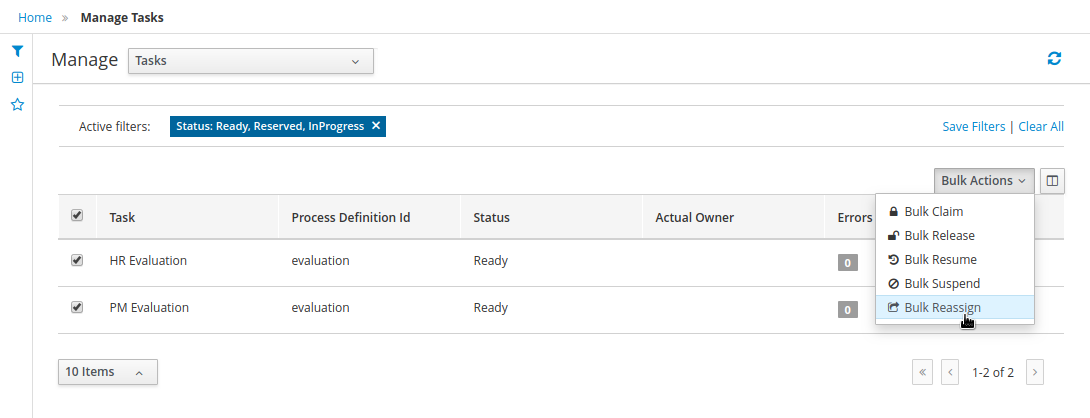 Home » Manage Tasks
Manage Tasks
Active filters: Status: Ready, Reserved, InProgress ✕ Save Filters | Clear All
Bulk Actions
Task Process Definition Id Status Actual Owner Errors
Bulk Claim
Bulk Release
HR Evaluation evaluation Ready 0
Bulk Resume
Bulk Suspend
PM Evaluation evaluation Ready 0
Bulk Reassign
10 Items « ‹ 1-2 of 2 ›